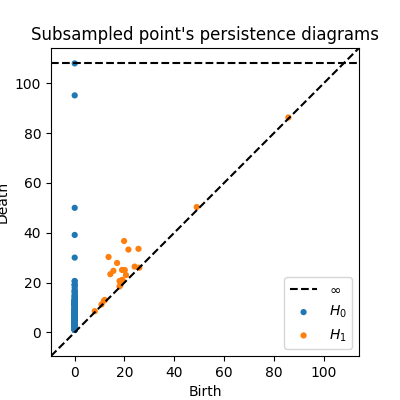 Subsampled point's persistence diagrams
Death
100
80
60
40
20
0
0 20 40 60 80 100
Birth
∞
H₀
H₁